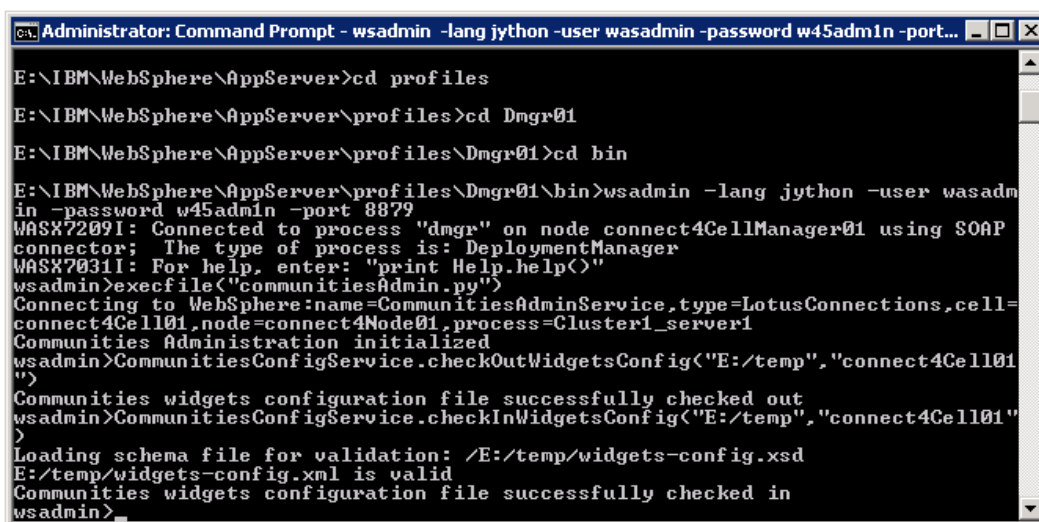 Administrator: Command Prompt - wsadmin -lang jython -user wasadmin -password w45adm1n -port...
E:\IBM\WebSphere\AppServer>cd profiles
E:\IBM\WebSphere\AppServer\profiles>cd Dmgr01
E:\IBM\WebSphere\AppServer\profiles\Dmgr01>cd bin
E:\IBM\WebSphere\AppServer\profiles\Dmgr01\bin>wsadmin -lang jython -user wasadm
in -password w45adm1n -port 8879
WASX7209I: Connected to process "dmgr" on node connect4CellManager01 using SOAP
connector;  The type of process is: DeploymentManager
WASX7031I: For help, enter: "print Help.help()"
wsadmin>execfile("communitiesAdmin.py")
Connecting to WebSphere:name=CommunitiesAdminService,type=LotusConnections,cell=
connect4Cell01,node=connect4Node01,process=Cluster1_server1
Communities Administration initialized
wsadmin>CommunitiesConfigService.checkOutWidgetsConfig("E:/temp","connect4Cell01
")
Communities widgets configuration file successfully checked out
wsadmin>CommunitiesConfigService.checkInWidgetsConfig("E:/temp","connect4Cell01"
)
Loading schema file for validation: /E:/temp/widgets-config.xsd
E:/temp/widgets-config.xml is valid
Communities widgets configuration file successfully checked in
wsadmin>_